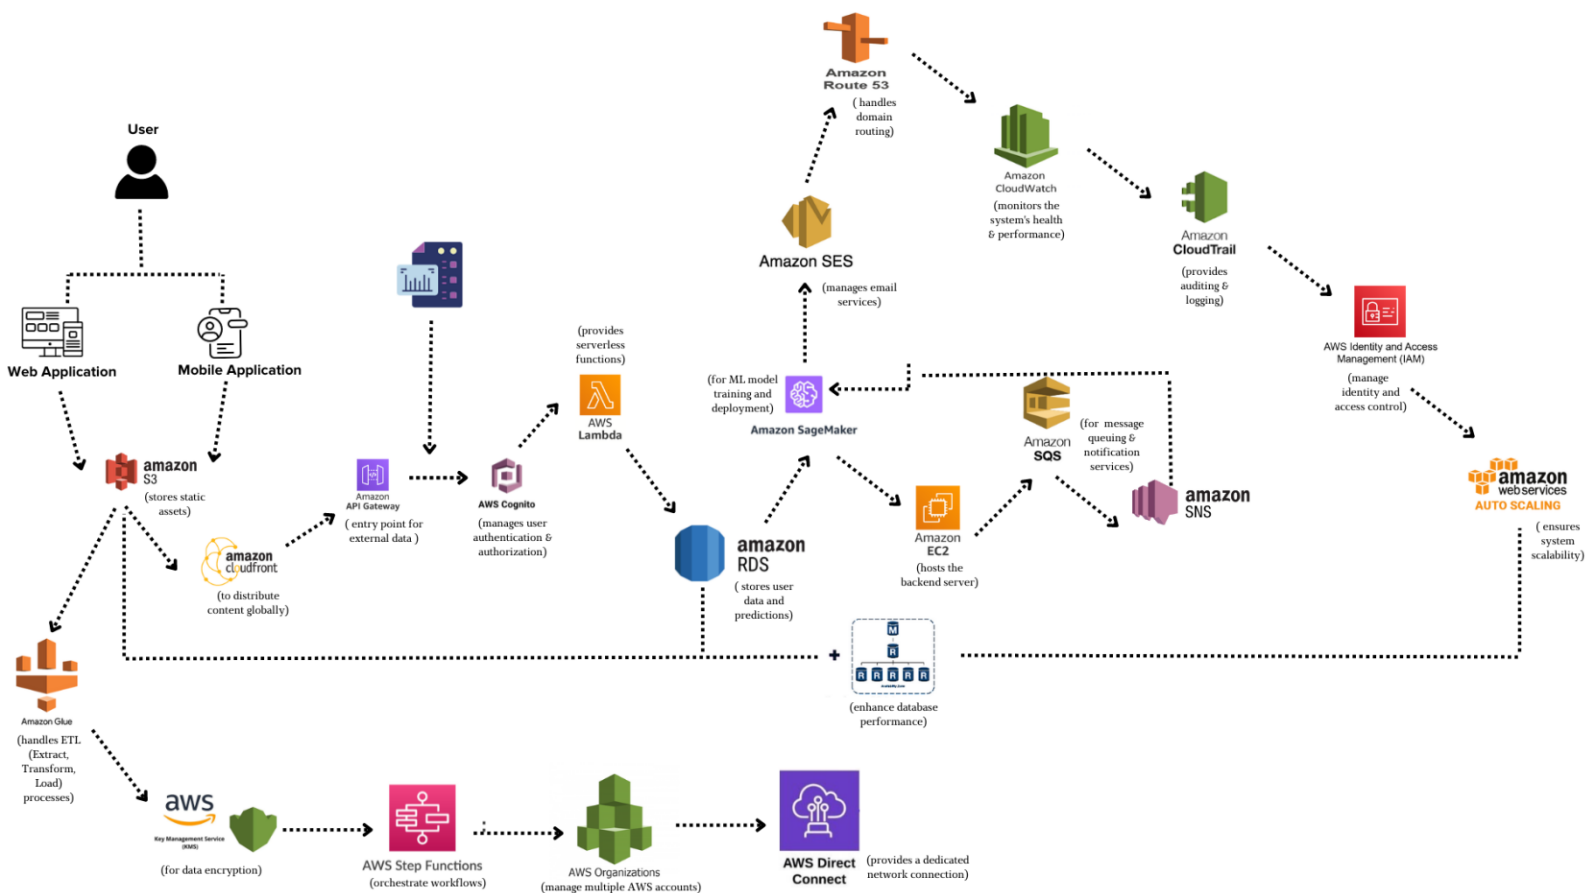 User
Web Application
Mobile Application
amazon
S3
(stores static
assets)
amazon
cloudfront
(to distribute
content globally)
Amazon
API Gateway
( entry point for
external data )
AWS Cognito
(manages user
authentication &
authorization)
(provides
serverless
functions)
AWS
Lambda
amazon
RDS
( stores user
data and
predictions)
(for ML model
training and
deployment)
Amazon SageMaker
Amazon SES
(manages email
services)
Amazon
Route 53
( handles
domain
routing)
Amazon
CloudWatch
(monitors the
system's health
& performance)
Amazon
CloudTrail
(provides
auditing &
logging)
AWS Identity and Access
Management (IAM)
(manage
identity and
access control)
amazon
webservices
AUTO SCALING
( ensures
system
scalability)
Amazon
EC2
(hosts the
backend server)
Amazon
SQS
(for message
queuing &
notification
services)
amazon
SNS
+
M
R
R R R R R
(enhance database
performance)
Amazon Glue
(handles ETL
(Extract,
Transform,
Load)
processes)
aws
Key Management Service
(KMS)
(for data encryption)
AWS Step Functions
(orchestrate workflows)
:
AWS Organizations
(manage multiple AWS accounts)
AWS Direct
Connect
(provides a dedicated
network connection)